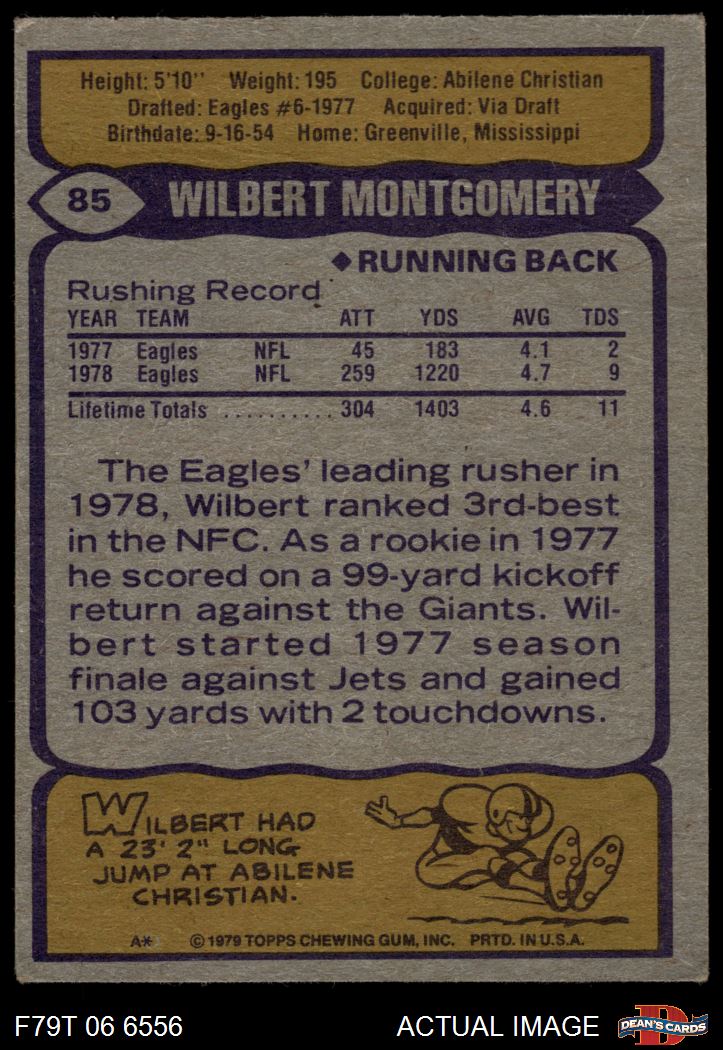 Height: 5'10" Weight: 195 College: Abilene Christian
Drafted: Eagles #6-1977 Acquired: Via Draft
Birthdate: 9-16-54 Home: Greenville, Mississippi
85 WILBERT MONTGOMERY
◆RUNNING BACK
Rushing Record
YEAR TEAM ATT YDS AVG TDS
1977 Eagles NFL 45 183 4.1 2
1978 Eagles NFL 259 1220 4.7 9
Lifetime Totals .......... 304 1403 4.6 11
The Eagles' leading rusher in
1978, Wilbert ranked 3rd-best
in the NFC. As a rookie in 1977
he scored on a 99-yard kickoff
return against the Giants. Wil-
bert started 1977 season
finale against Jets and gained
103 yards with 2 touchdowns.
WILBERT HAD
A 23' 2" LONG
JUMP AT ABILENE
CHRISTIAN.
A* © 1979 TOPPS CHEWING GUM, INC. PRTD. IN U.S.A.
F79T 06 6556 ACTUAL IMAGE D DEAN'S CARDS